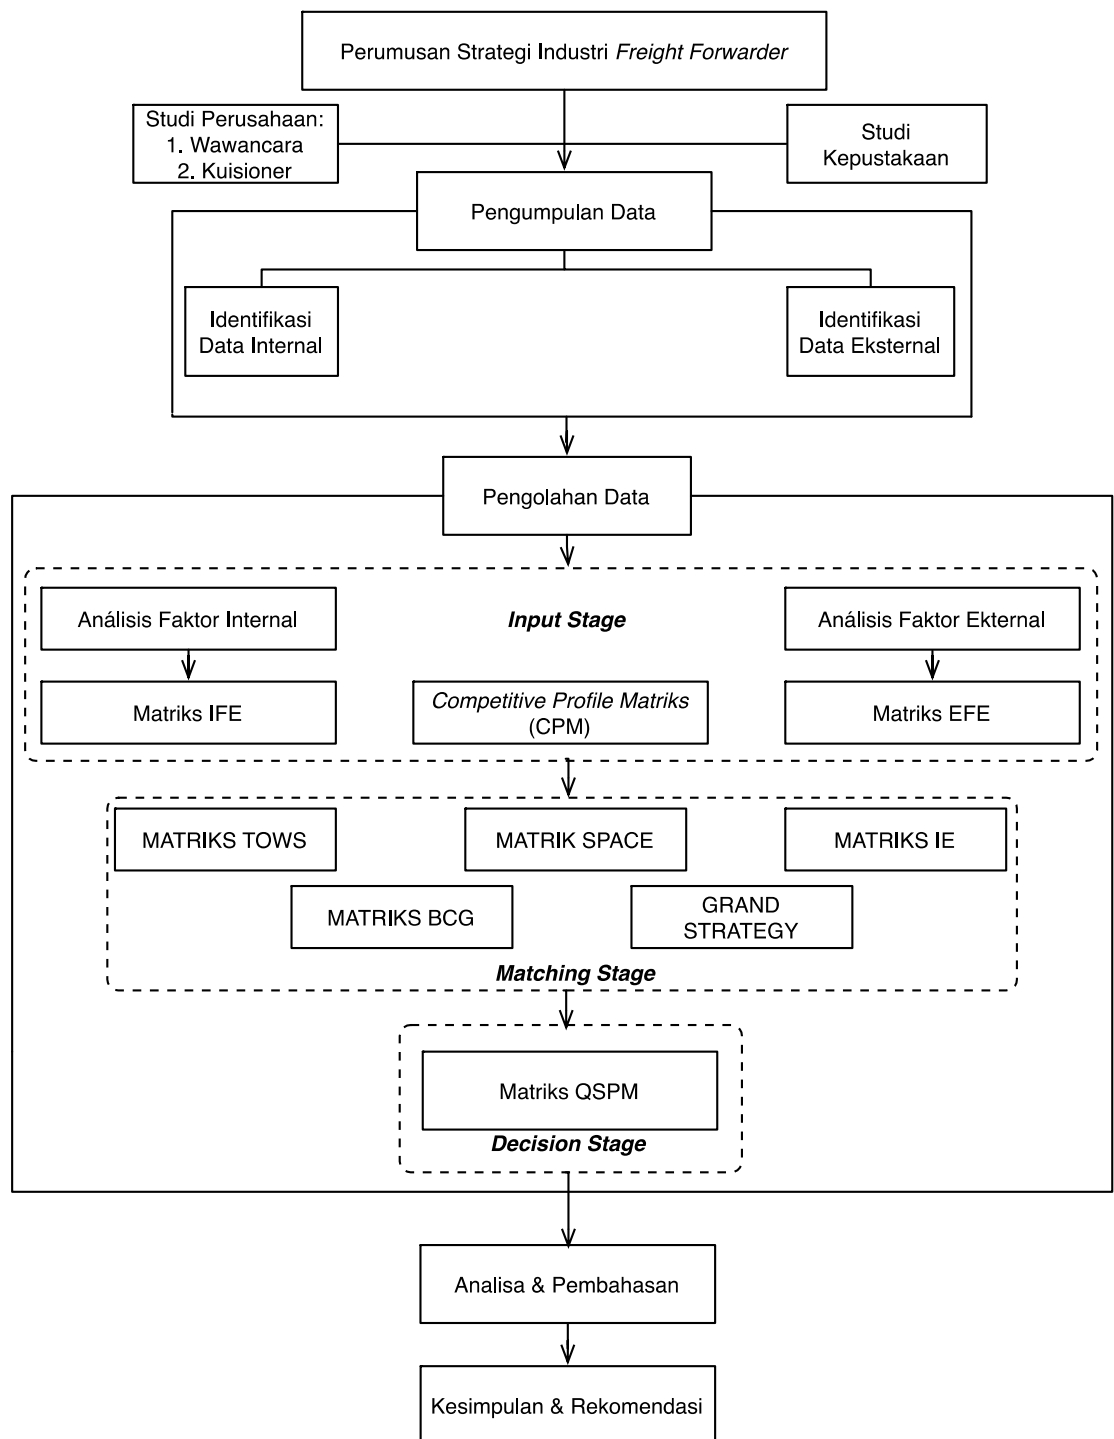 Perumusan Strategi Industri Freight Forwarder
Studi Perusahaan:
1. Wawancara
2. Kuisioner
Studi
Kepustakaan
Pengumpulan Data
Identifikasi
Data Internal
Identifikasi
Data Eksternal
Pengolahan Data
Análisis Faktor Internal
Input Stage
Análisis Faktor Ekternal
Matriks IFE
Competitive Profile Matriks
(CPM)
Matriks EFE
MATRIKS TOWS
MATRIK SPACE
MATRIKS IE
MATRIKS BCG
GRAND
STRATEGY
Matching Stage
Matriks QSPM
Decision Stage
Analisa & Pembahasan
Kesimpulan & Rekomendasi